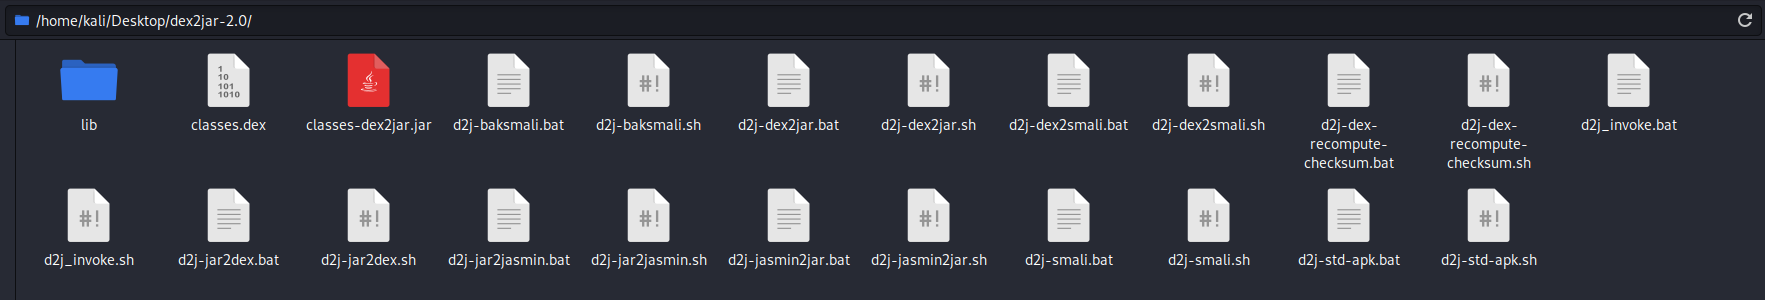 /home/kali/Desktop/dex2jar-2.0/
1
10
101
1010
#!
#!
#!
#!
#!
lib
classes.dex
classes-dex2jar.jar
d2j-baksmali.bat
d2j-baksmali.sh
d2j-dex2jar.bat
d2j-dex2jar.sh
d2j-dex2smali.bat
d2j-dex2smali.sh
d2j-dex-
recompute-
checksum.bat
d2j-dex-
recompute-
checksum.sh
d2j_invoke.bat
#!
#!
#!
#!
#!
#!
d2j_invoke.sh
d2j-jar2dex.bat
d2j-jar2dex.sh
d2j-jar2jasmin.bat
d2j-jar2jasmin.sh
d2j-jasmin2jar.bat
d2j-jasmin2jar.sh
d2j-smali.bat
d2j-smali.sh
d2j-std-apk.bat
d2j-std-apk.sh